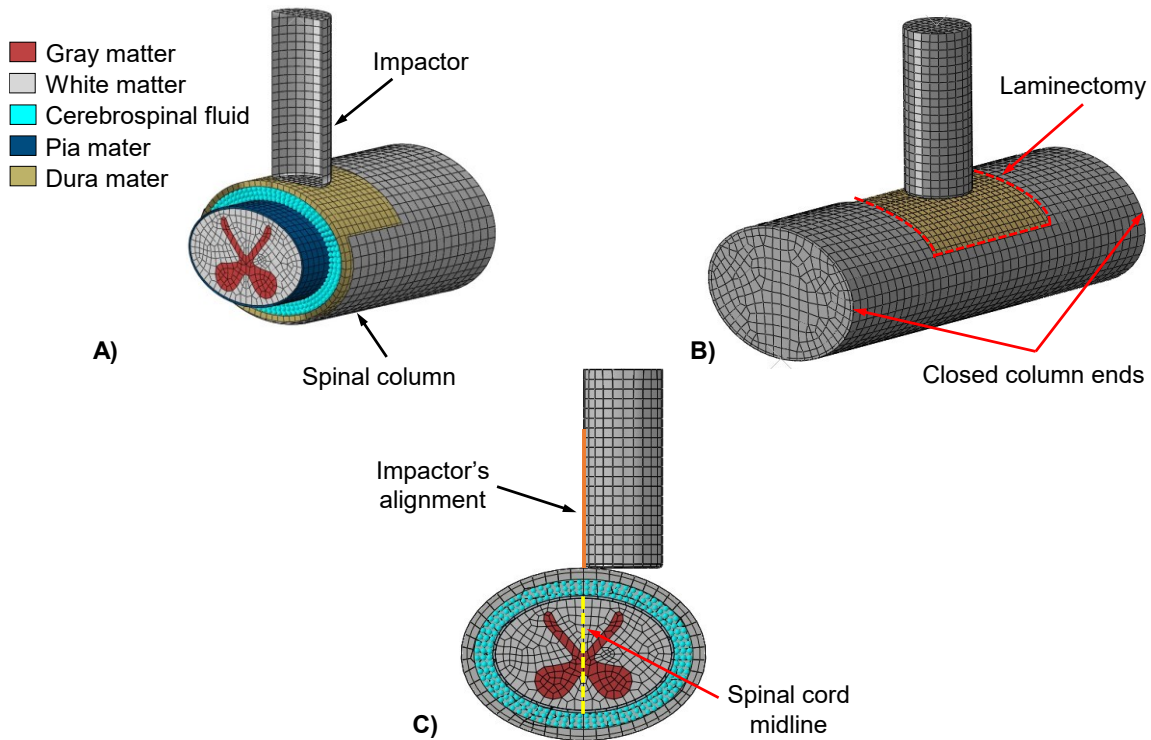 Gray matter
White matter
Cerebrospinal fluid
Pia mater
Dura mater
Impactor
A)
Spinal column
Laminectomy
B)
Closed column ends
Impactor's
alignment
Spinal cord
midline
C)